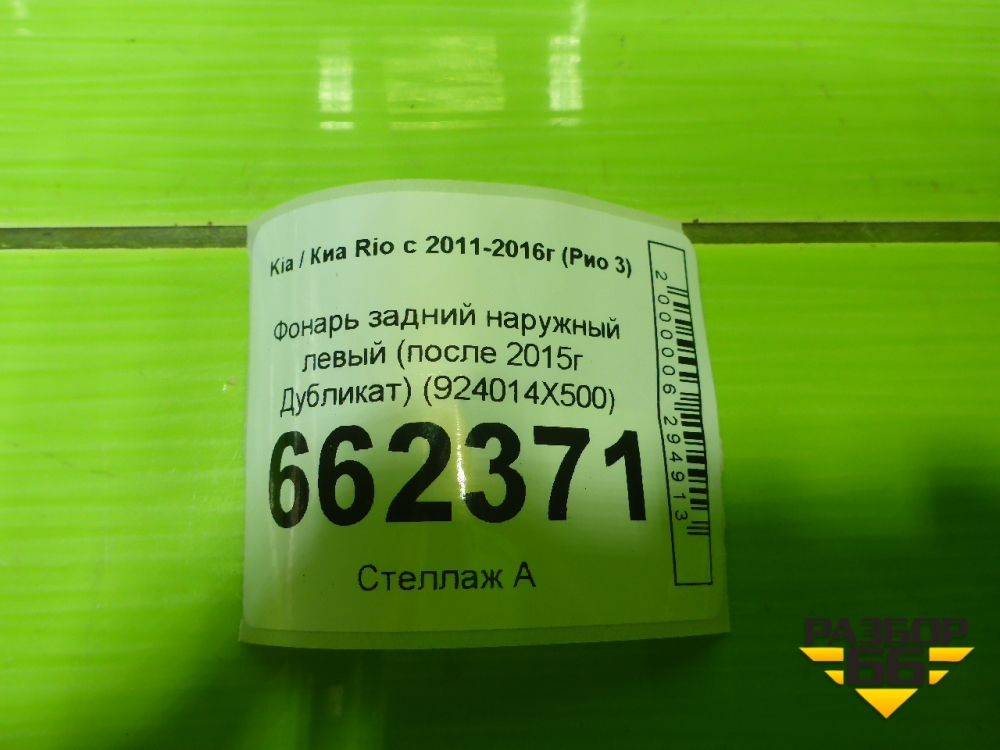 Kia / Киа Rio с 2011-2016г (Рио 3)
Фонарь задний наружный
левый (после 2015г
Дубликат) (924014X500)
662371
Стеллаж А
2000006294913
РАЗБОР
66